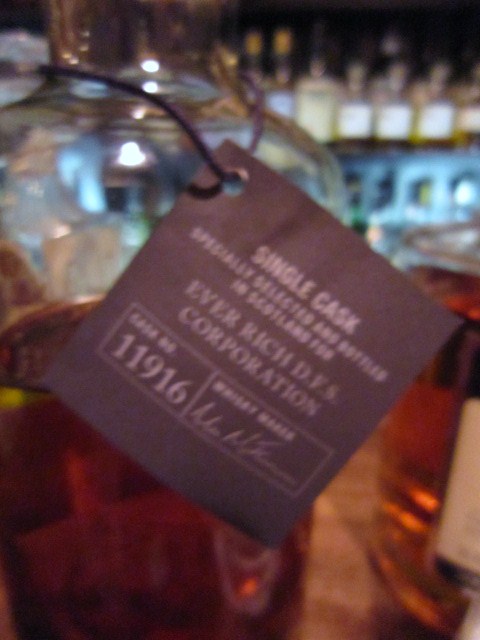 SINGLE CASK
SPECIALLY SELECTED AND BOTTLED
IN SCOTLAND FOR
EVER RICH D.F.S.
CORPORATION
CASK NO.
11916
WHISKY MAKER